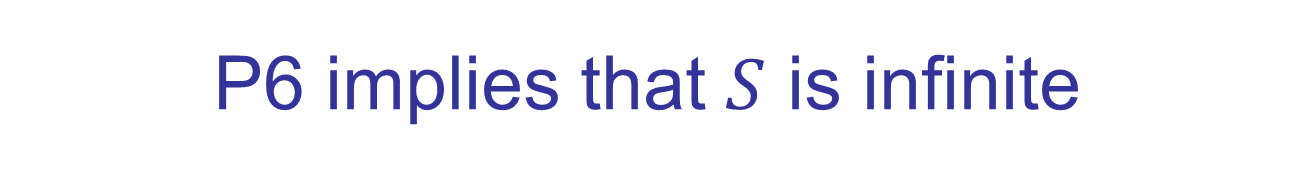 P6 implies that S is infinite